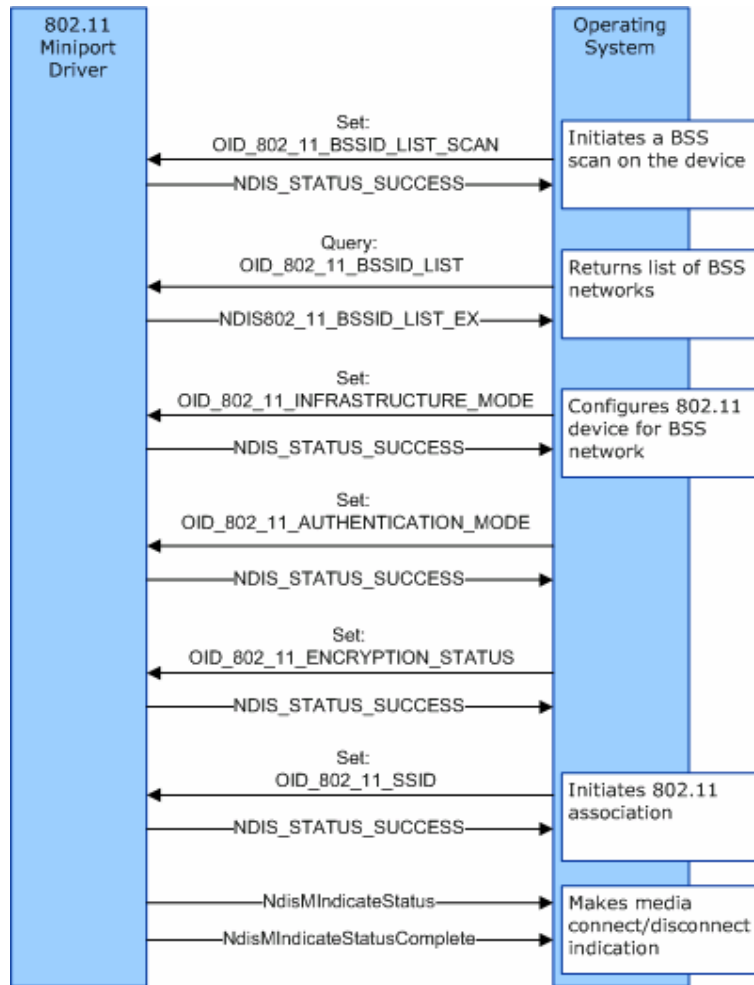 802.11
Miniport
Driver
Operating
System
Set:
OID_802_11_BSSID_LIST_SCAN
NDIS_STATUS_SUCCESS
Initiates a BSS
scan on the device
Query:
OID_802_11_BSSID_LIST
NDIS802_11_BSSID_LIST_EX
Returns list of BSS
networks
Set:
OID_802_11_INFRASTRUCTURE_MODE
NDIS_STATUS_SUCCESS
Configures 802.11
device for BSS
network
Set:
OID_802_11_AUTHENTICATION_MODE
NDIS_STATUS_SUCCESS
Set:
OID_802_11_ENCRYPTION_STATUS
NDIS_STATUS_SUCCESS
Set:
OID_802_11_SSID
NDIS_STATUS_SUCCESS
Initiates 802.11
association
NdisMIndicateStatus
NdisMIndicateStatusComplete
Makes media
connect/disconnect
indication